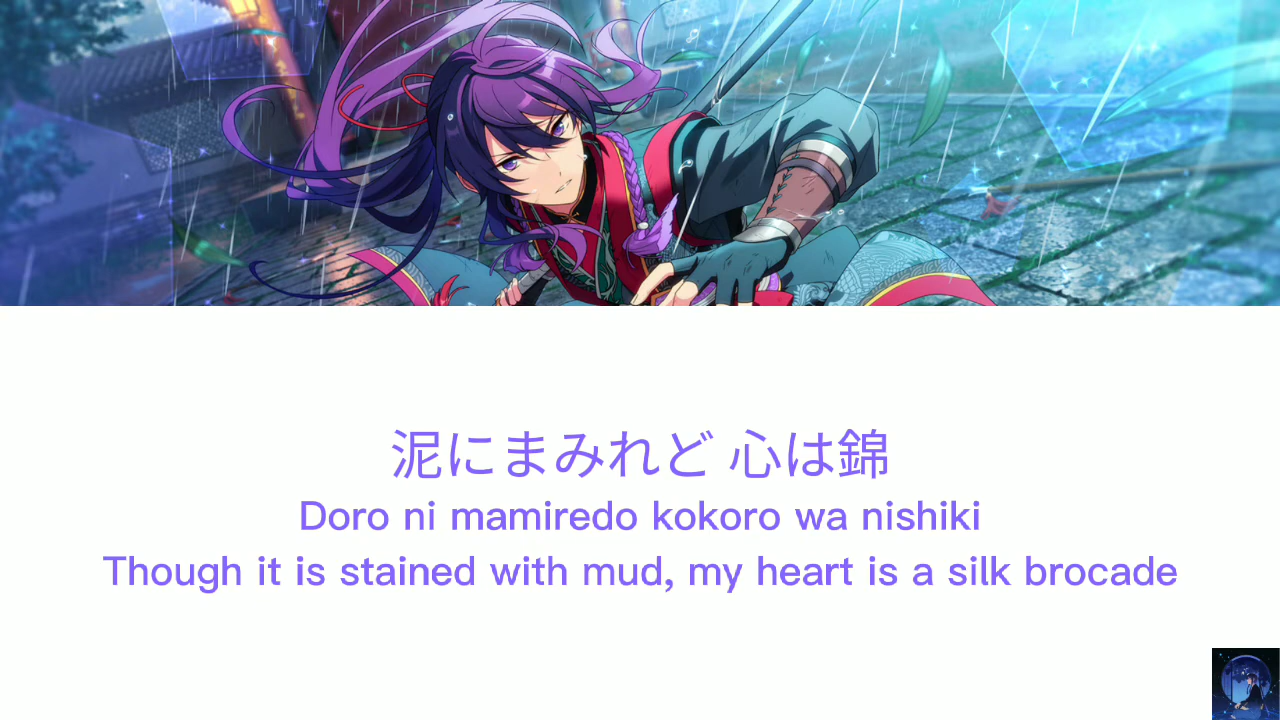 泥にまみれど 心は錦
Doro ni mamiredo kokoro wa nishiki
Though it is stained with mud, my heart is a silk brocade